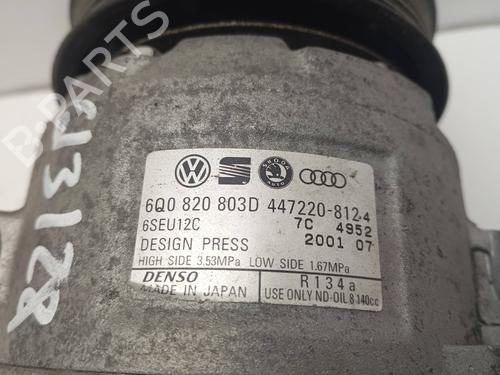 6Q0 820 803D 447220-8124
6SEU12C 7C 4952
DESIGN PRESS 2001 07
HIGH SIDE 3.53MPa LOW SIDE 1.67MPa
DENSO R134a
MADE IN JAPAN USE ONLY ND-OIL 8 140cc
B-Parts